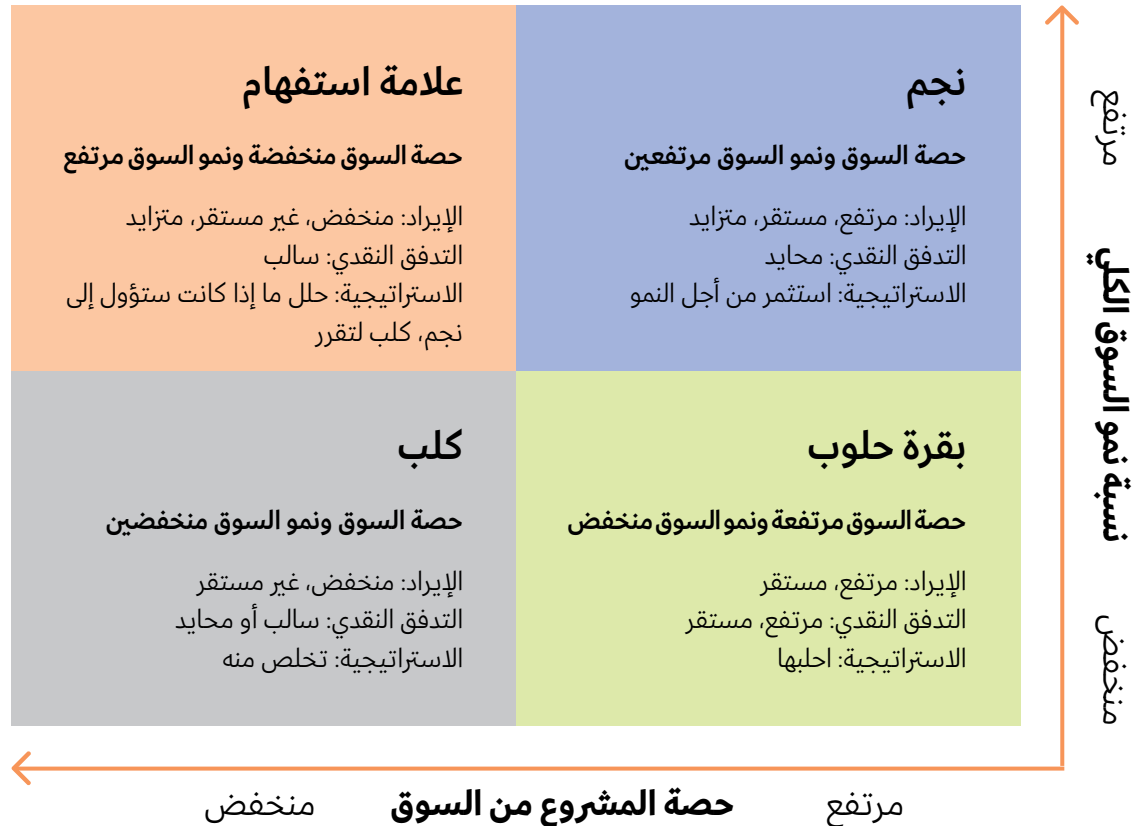 نجم
حصة السوق ونمو السوق مرتفعين
الإيراد: مرتفع، مستقر، متزايد
التدفق النقدي: محايد
الاستراتيجية: استثمر من أجل النمو
علامة استفهام
حصة السوق منخفضة ونمو السوق مرتفع
الإيراد: منخفض، غير مستقر، متزايد
التدفق النقدي: سالب
الاستراتيجية: حلل ما إذا كانت ستؤول إلى
نجم، كلب لتقرر
بقرة حلوب
حصة السوق مرتفعة ونمو السوق منخفض
الإيراد: مرتفع، مستقر
التدفق النقدي: مرتفع، مستقر
الاستراتيجية: احلبها
كلب
حصة السوق ونمو السوق منخفضين
الإيراد: منخفض، غير مستقر
التدفق النقدي: سالب أو محايد
الاستراتيجية: تخلص منه
مرتفع
نسبة نمو السوق الكلي
منخفض
مرتفع
حصة المشروع من السوق
منخفض